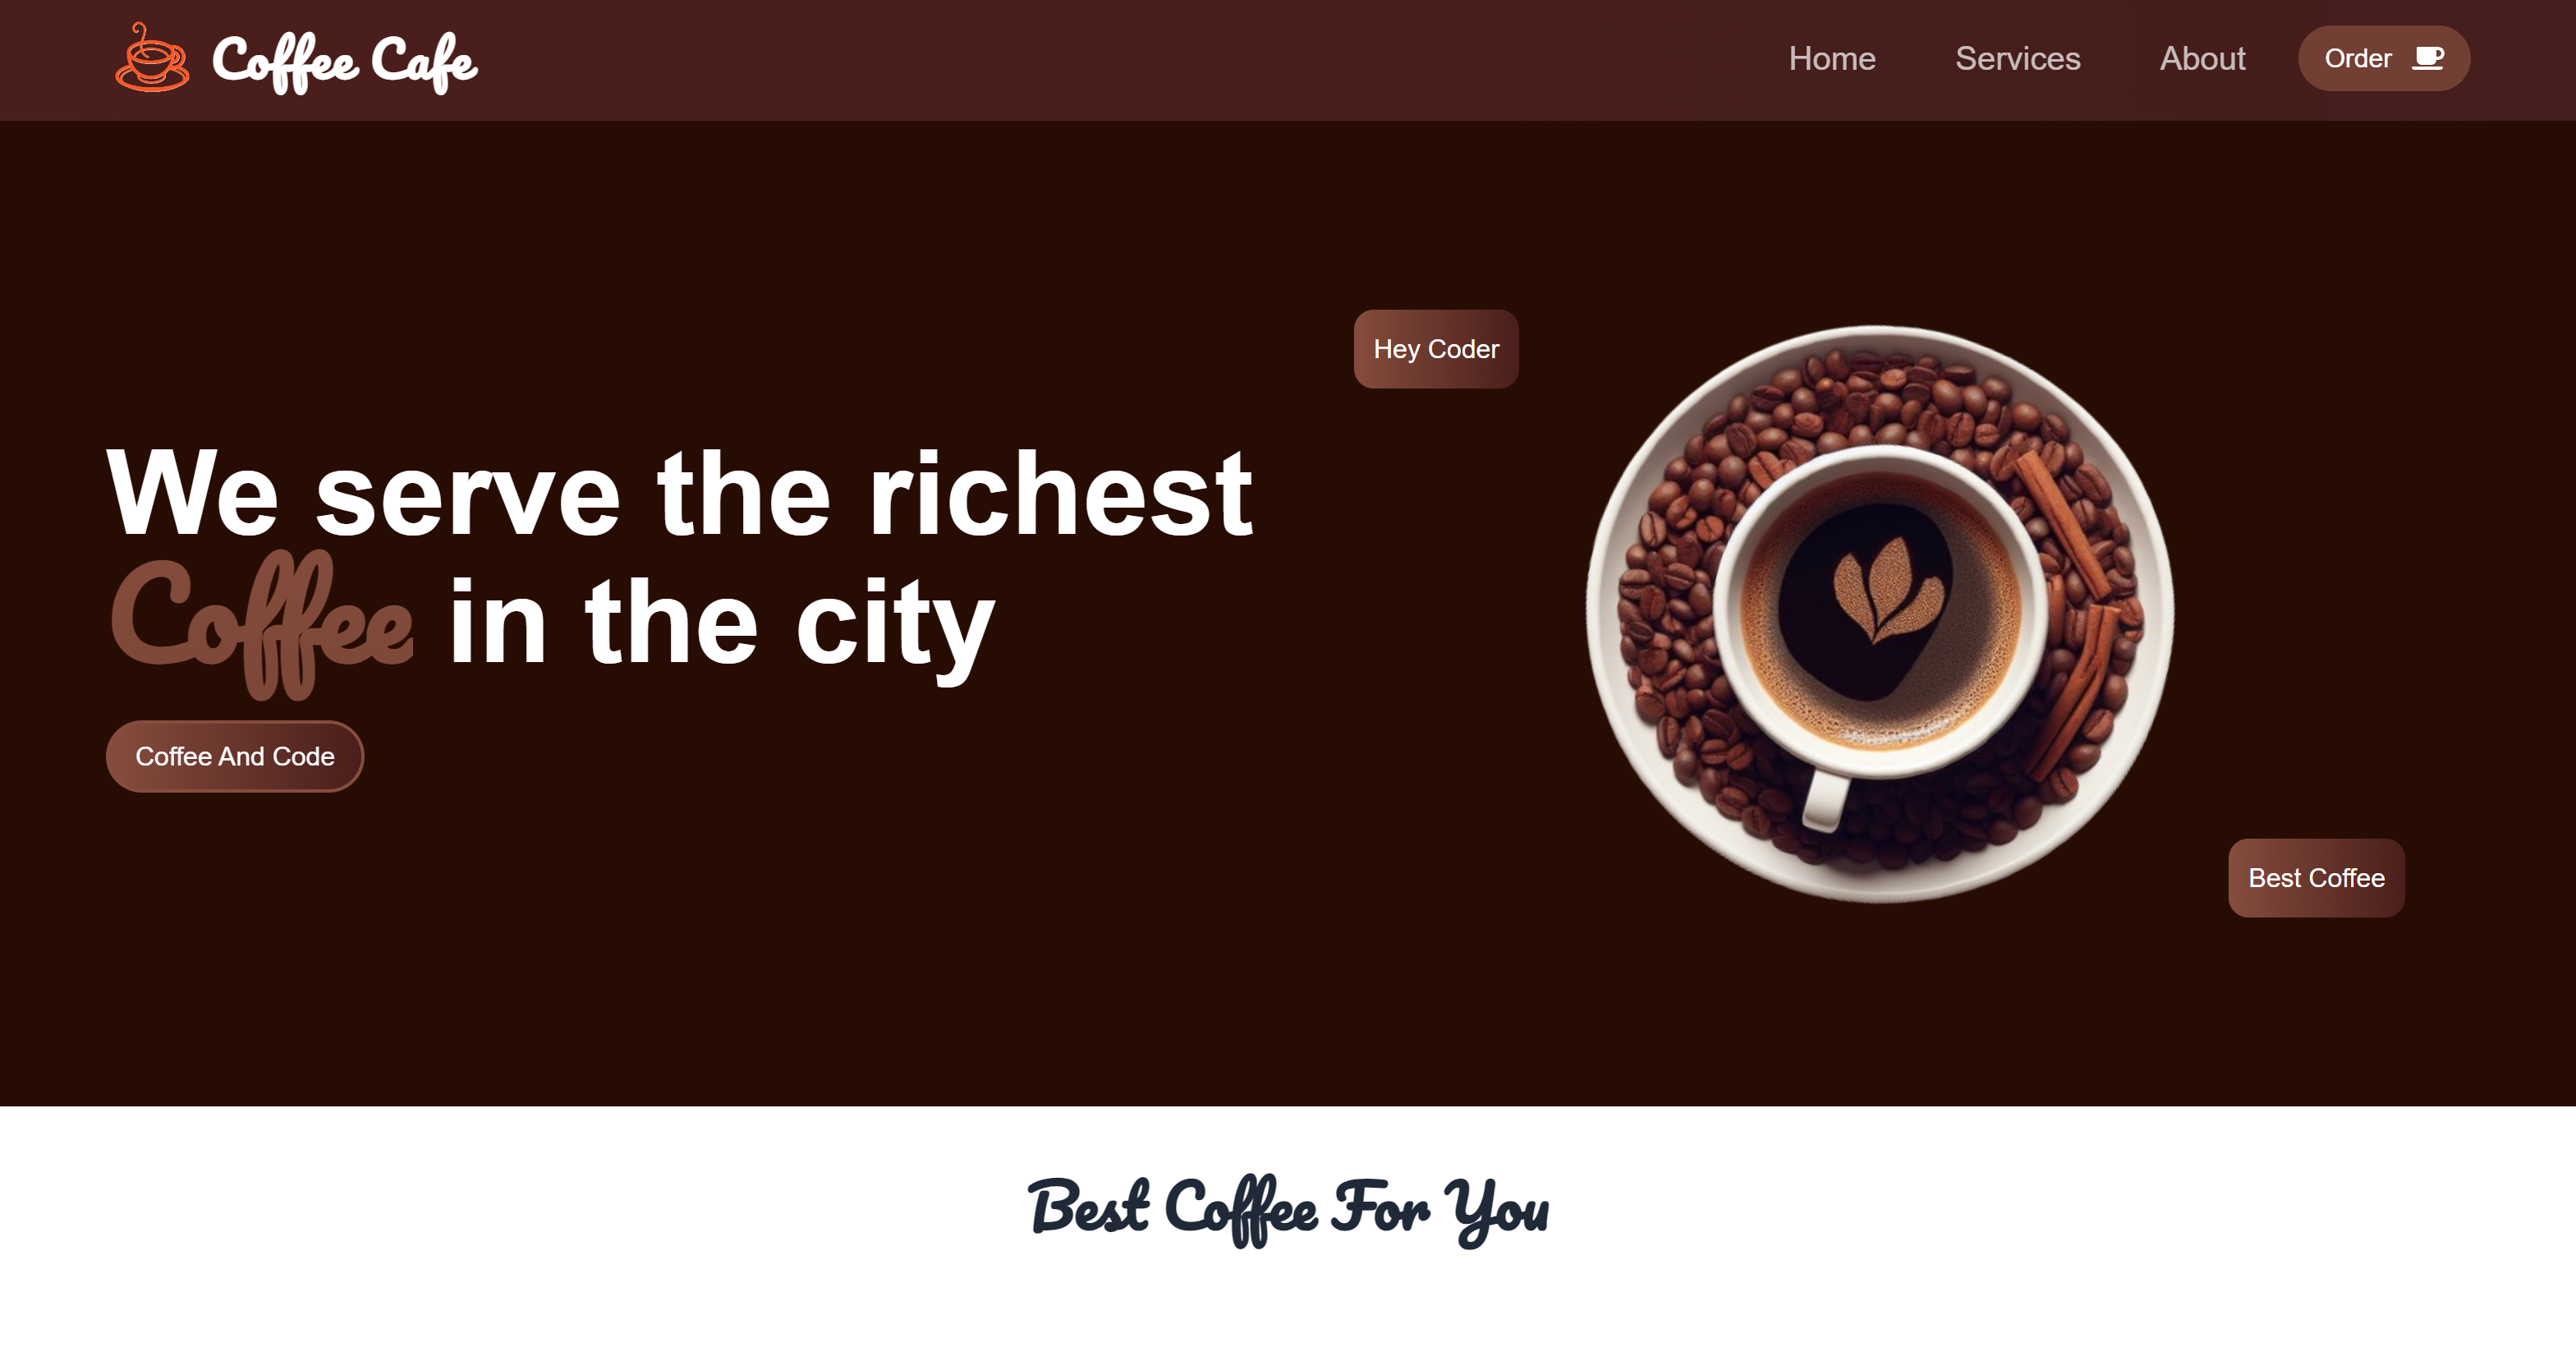 Coffee Cafe
Home
Services
About
Order
Hey Coder
We serve the richest
Coffee in the city
Coffee And Code
Best Coffee
Best Coffee For You